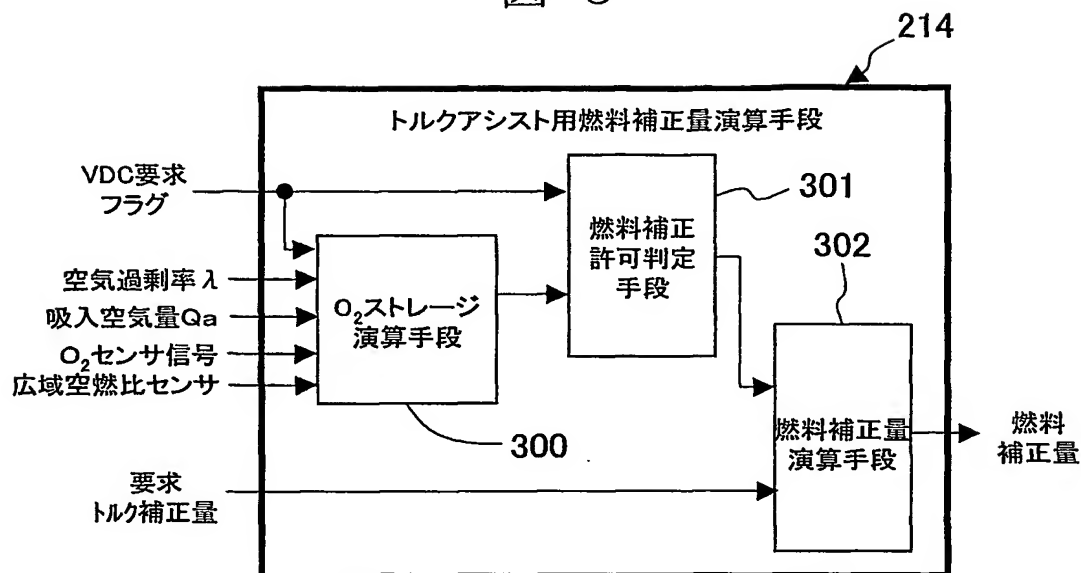 図
214
トルクアシスト用燃料補正量演算手段
VDC要求
フラグ
301
燃料補正
許可判定
手段
302
空気過剰率λ
吸入空気量Qa
O₂センサ信号
広域空燃比センサ
O₂ストレージ
演算手段
300
燃料補正量
演算手段
燃料
補正量
要求
トルク補正量